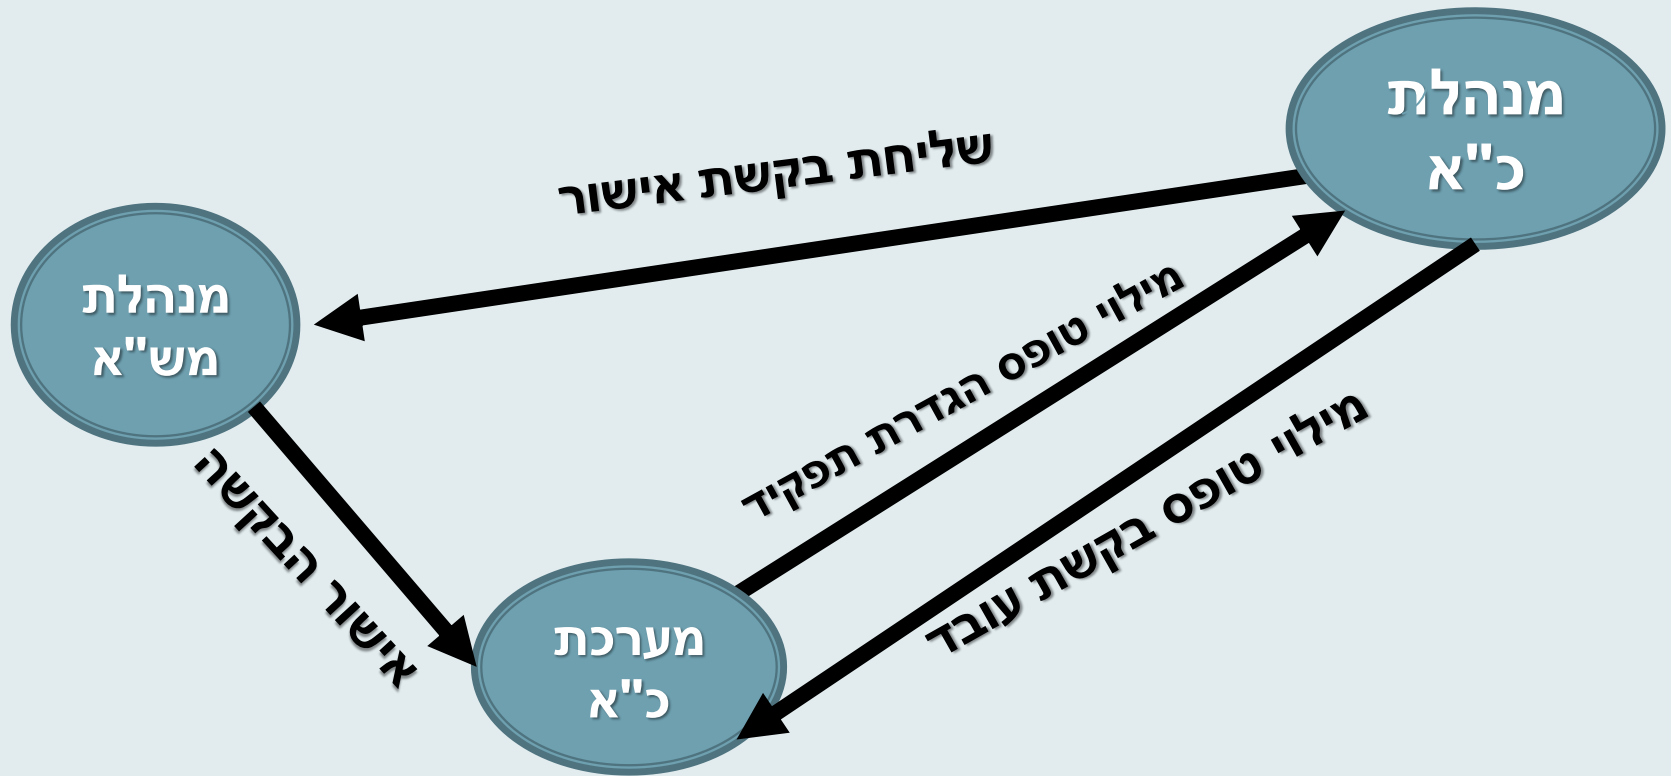 מנהלת
כ"א
שליחת בקשת אישור
מנהלת
מש"א
מילוי טופס הגדרת תפקיד
מילוי טופס בקשת עובד
אישור הבקשה
מערכת
כ"א